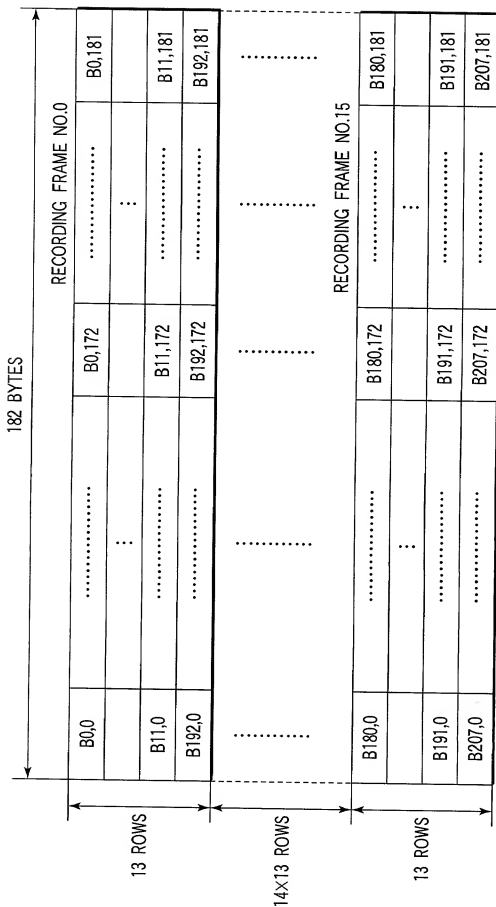 182 BYTES
RECORDING FRAME NO.0
B0,0 ........ B0,172 ........ B0,181
: :
B11,0 ........ B11,172 ........ B11,181
B192,0 ........ B192,172 ........ B192,181
13 ROWS
14×13 ROWS
RECORDING FRAME NO.15
B180,0 ........ B180,172 ........ B180,181
: :
B191,0 ........ B191,172 ........ B191,181
B207,0 ........ B207,172 ........ B207,181
13 ROWS